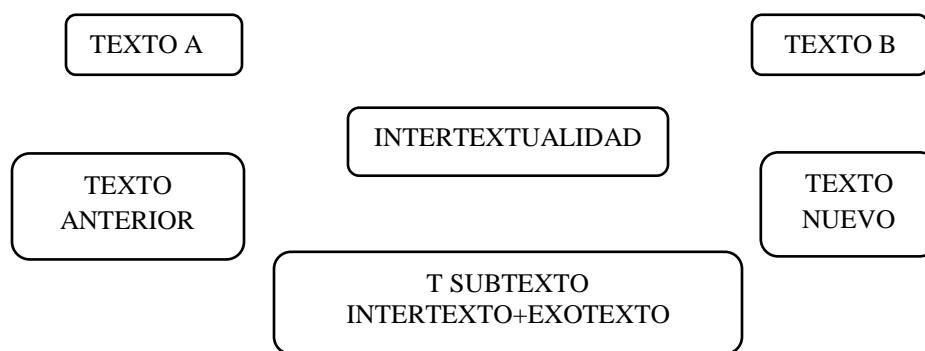 TEXTO A
TEXTO B
INTERTEXTUALIDAD
TEXTO
ANTERIOR
TEXTO
NUEVO
T SUBTEXTO
INTERTEXTO+EXOTEXTO